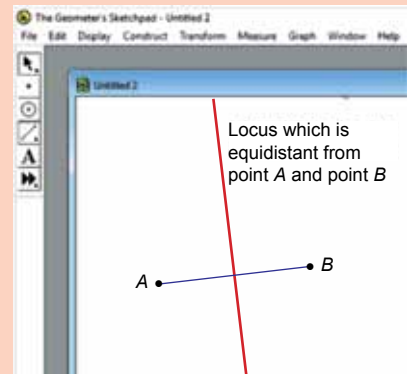 The Geometer's Sketchpad - Untitled 2
File Edit Display Construct Transform Measure Graph Window Help
Untitled 2
A
Locus which is
equidistant from
point A and point B
B
A